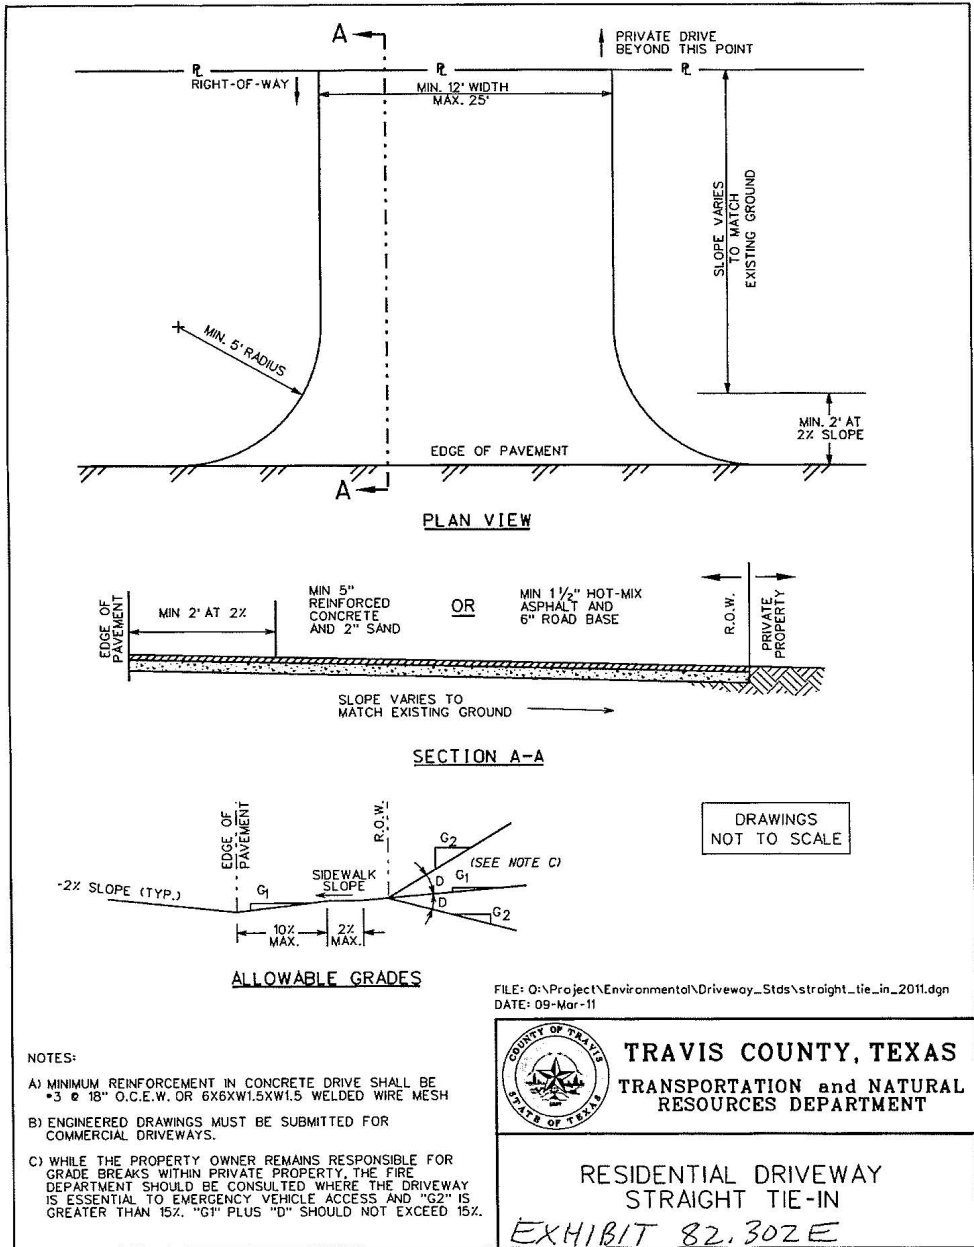 A
PRIVATE DRIVE
BEYOND THIS POINT
PL PL PL
RIGHT-OF-WAY
MIN. 12' WIDTH
MAX. 25'
SLOPE VARIES
TO MATCH
EXISTING GROUND
MIN. 5' RADIUS
MIN. 2' AT
2% SLOPE
EDGE OF PAVEMENT
A
PLAN VIEW
EDGE OF
PAVEMENT
MIN 2' AT 2%
MIN 5"
REINFORCED
CONCRETE
AND 2" SAND
OR
MIN 1 1/2" HOT-MIX
ASPHALT AND
6" ROAD BASE
R.O.W.
PRIVATE
PROPERTY
SLOPE VARIES TO
MATCH EXISTING GROUND
SECTION A-A
EDGE OF
PAVEMENT
R.O.W.
DRAWINGS
NOT TO SCALE
G2
(SEE NOTE C)
-2% SLOPE (TYP.)
G1
SIDEWALK
SLOPE
D
G1
D
G2
10%
MAX.
2%
MAX.
ALLOWABLE GRADES
FILE: Q:\Project\Environmental\Driveway_Stds\straight_tie_in_2011.dgn
DATE: 09-Mar-11
COUNTY OF TRAVIS
STATE OF TEXAS
TRAVIS COUNTY, TEXAS
TRANSPORTATION and NATURAL
RESOURCES DEPARTMENT
NOTES:
A) MINIMUM REINFORCEMENT IN CONCRETE DRIVE SHALL BE
#3 @ 18" O.C.E.W. OR 6X6XW1.5XW1.5 WELDED WIRE MESH
B) ENGINEERED DRAWINGS MUST BE SUBMITTED FOR
COMMERCIAL DRIVEWAYS.
C) WHILE THE PROPERTY OWNER REMAINS RESPONSIBLE FOR
GRADE BREAKS WITHIN PRIVATE PROPERTY, THE FIRE
DEPARTMENT SHOULD BE CONSULTED WHERE THE DRIVEWAY
IS ESSENTIAL TO EMERGENCY VEHICLE ACCESS AND "G2" IS
GREATER THAN 15%. "G1" PLUS "D" SHOULD NOT EXCEED 15%.
RESIDENTIAL DRIVEWAY
STRAIGHT TIE-IN
EXHIBIT 82.302E